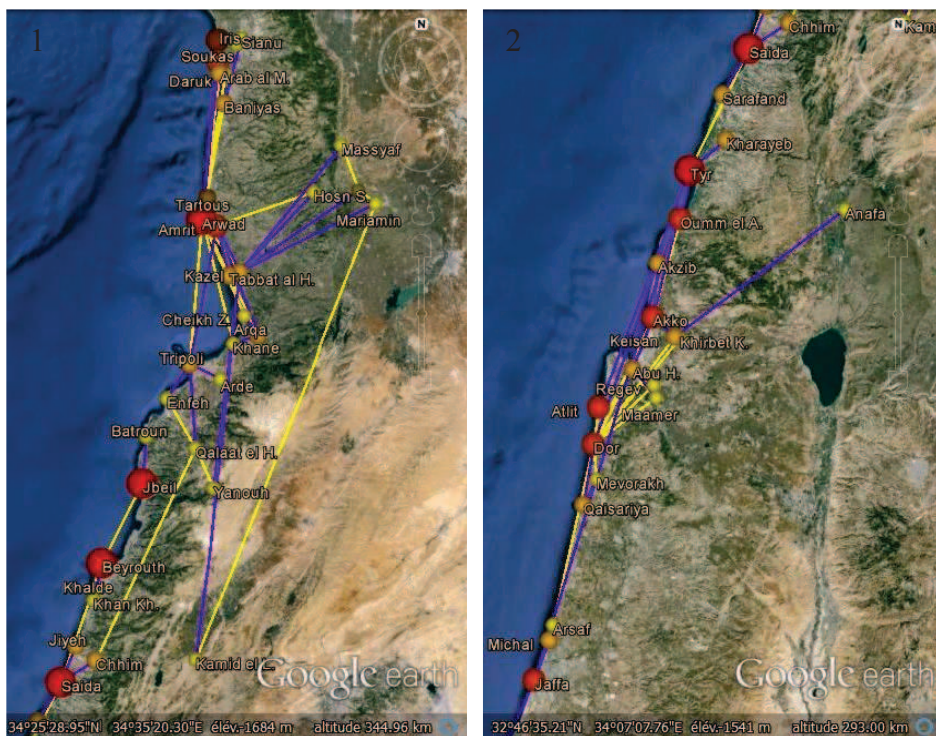 1
N
Iris
Sianu
Soukas
Daruk
Arab al M.
Baniyas
Massyaf
Hosn S.
Tartous
Mariamin
Arwad
Amrit
Kazel
Tabbat al H.
Cheikh Z.
Arqa
Khane
Tripoli
Arde
Enfeh
Batroun
Qalaat el H.
Jbeil
Yanouh
Beyrouth
Khalde
Khan Kh.
Jiyeh
Chhim
Kamid el L.
Saïda
Google earth
34°25'28.95"N 34°35'20.30"E élév.-1684 m altitude 344.96 km
2
N
Chhim
Kam
Saïda
Sarafand
Kharayeb
Tyr
Anafa
Oumm el A.
Akzib
Akko
Keisan
Khirbet K.
Abu H.
Regev
Atlit
Maamer
Dor
Mevorakh
Qaisariya
Arsaf
Michal
Jaffa
Google earth
32°46'35.21"N 34°07'07.76"E élév.-1541 m altitude 293.00 km